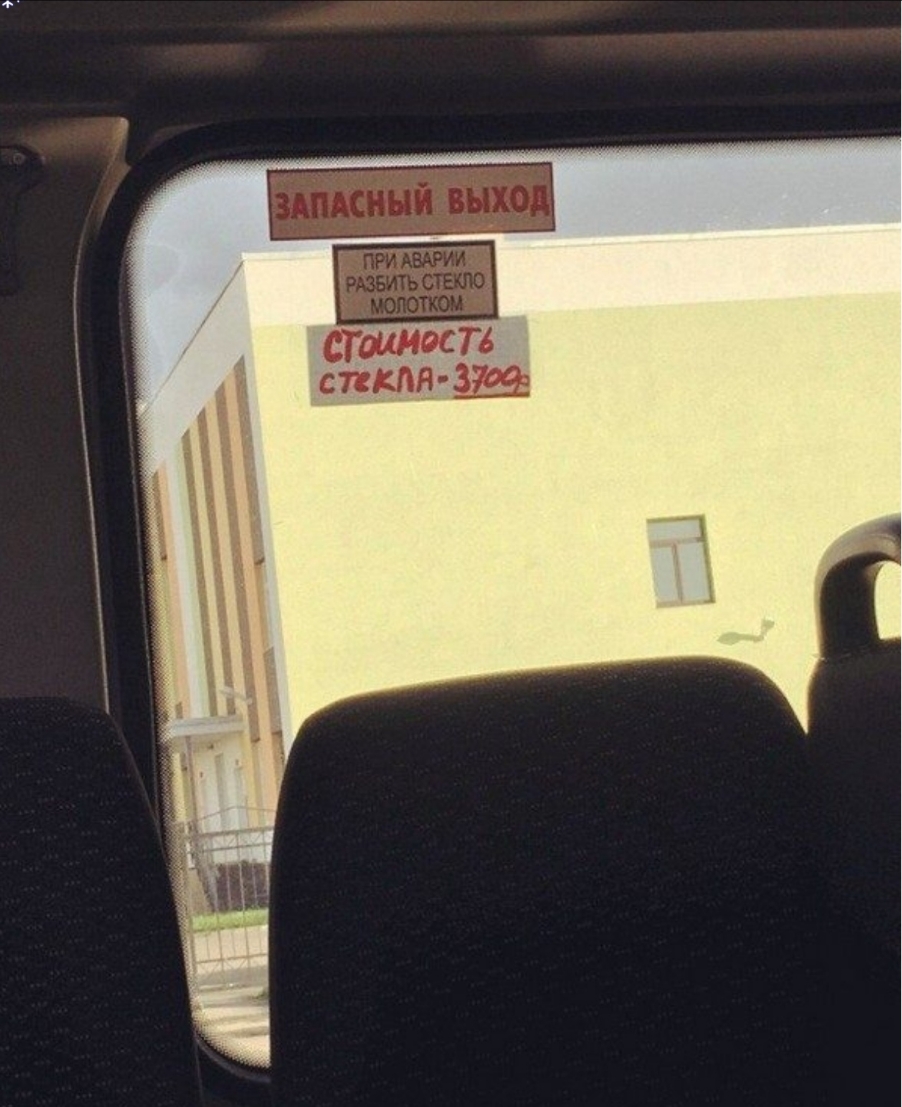 ЗАПАСНЫЙ ВЫХОД
ПРИ АВАРИИ
РАЗБИТЬ СТЕКЛО
МОЛОТКОМ
СТОИМОСТЬ
СТЕКЛА-3700р